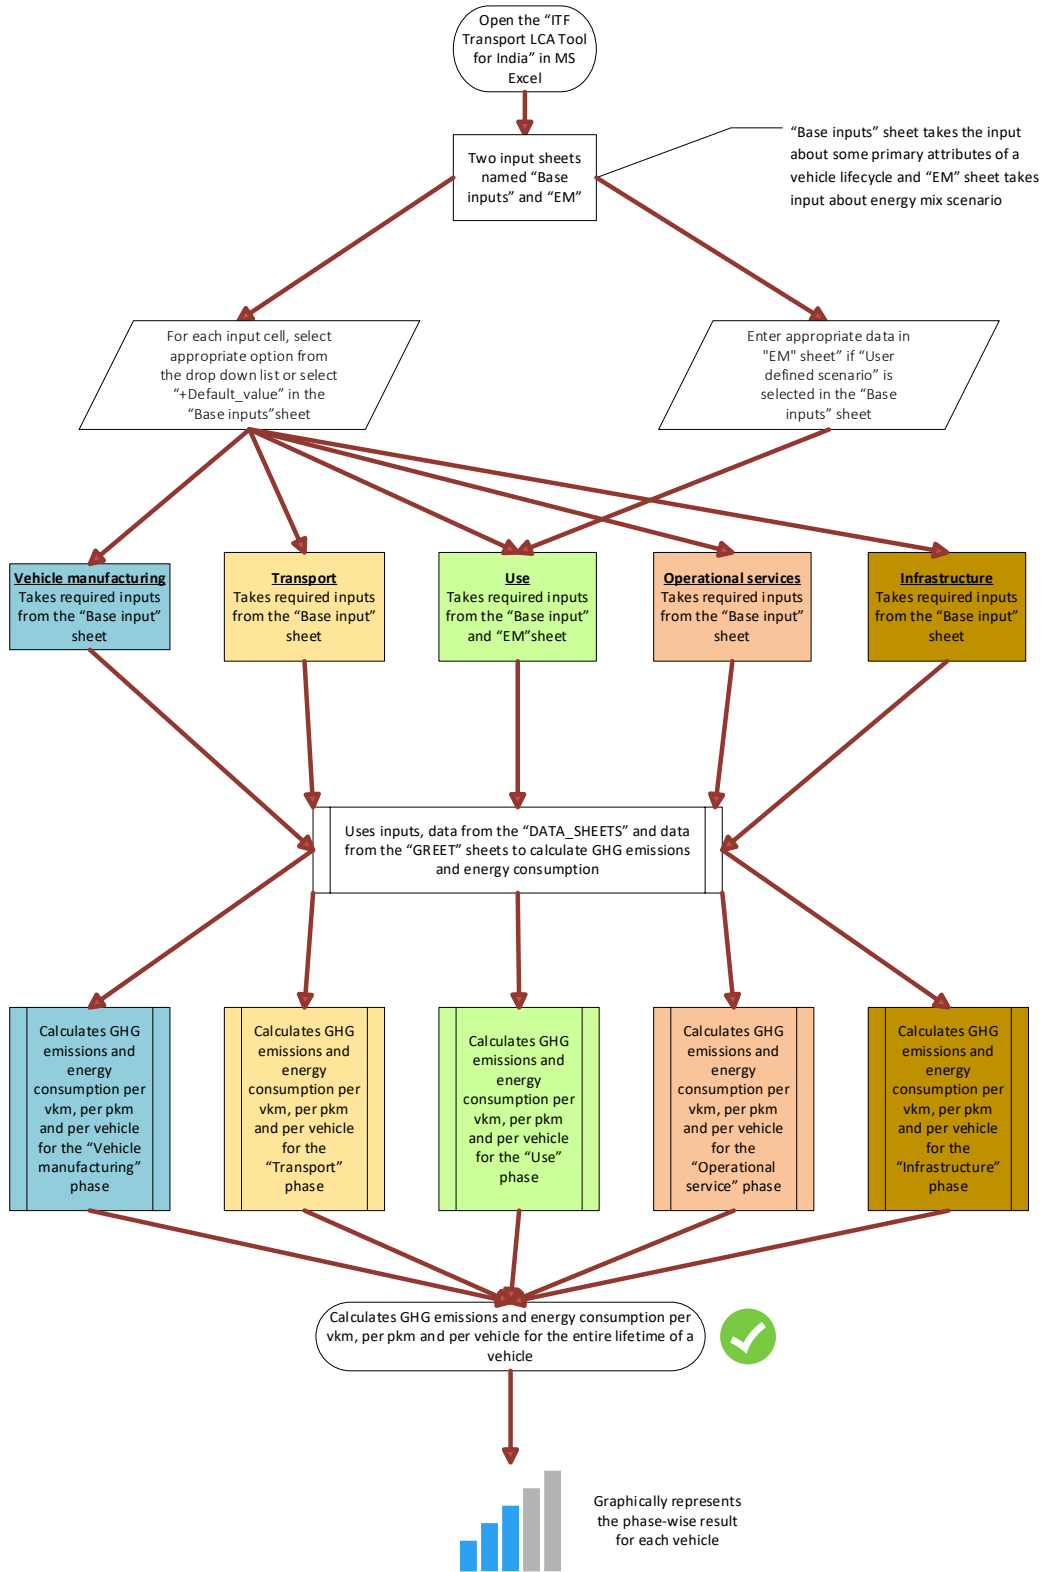 Open the “ITF
Transport LCA Tool
for India” in MS
Excel
Two input sheets
named “Base
inputs” and “EM”
“Base inputs” sheet takes the input
about some primary attributes of a
vehicle lifecycle and “EM” sheet takes
input about energy mix scenario
For each input cell, select
appropriate option from
the drop down list or select
“+Default_value” in the
“Base inputs”sheet
Enter appropriate data in
"EM" sheet” if “User
defined scenario” is
selected in the “Base
inputs” sheet
Vehicle manufacturing
Takes required inputs
from the “Base input”
sheet
Transport
Takes required inputs
from the “Base input”
sheet
Use
Takes required inputs
from the “Base input”
and “EM”sheet
Operational services
Takes required inputs
from the “Base input”
sheet
Infrastructure
Takes required inputs
from the “Base input”
sheet
Uses inputs, data from the “DATA_SHEETS” and data
from the “GREET” sheets to calculate GHG emissions
and energy consumption
Calculates GHG
emissions and
energy
consumption per
vkm, per pkm
and per vehicle
for the “Vehicle
manufacturing”
phase
Calculates GHG
emissions and
energy
consumption per
vkm, per pkm
and per vehicle
for the
“Transport”
phase
Calculates GHG
emissions and
energy
consumption per
vkm, per pkm
and per vehicle
for the “Use”
phase
Calculates GHG
emissions and
energy
consumption per
vkm, per pkm
and per vehicle
for the
“Operational
service” phase
Calculates GHG
emissions and
energy
consumption per
vkm, per pkm
and per vehicle
for the
“Infrastructure”
phase
Calculates GHG emissions and energy consumption per
vkm, per pkm and per vehicle for the entire lifetime of a
vehicle
Graphically represents
the phase-wise result
for each vehicle